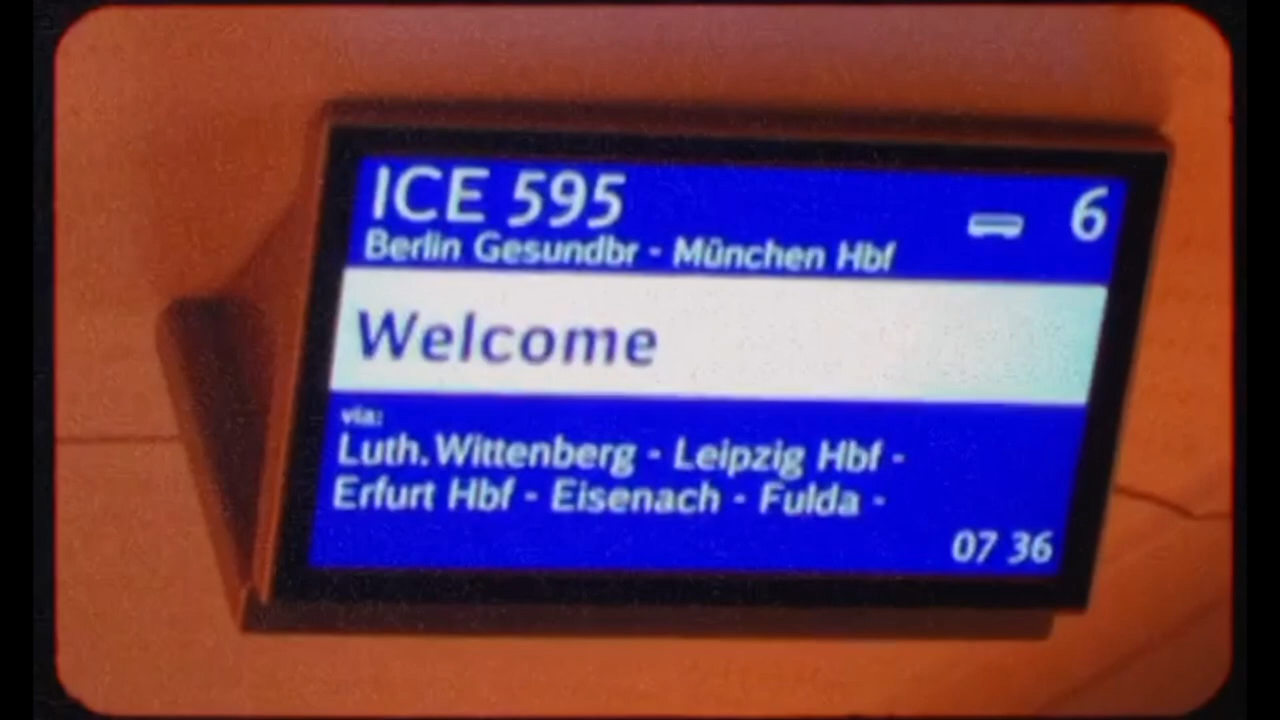 ICE 595 6
Berlin Gesundbr - München Hbf
Welcome
via:
Luth.Wittenberg - Leipzig Hbf -
Erfurt Hbf - Eisenach - Fulda -
07 36